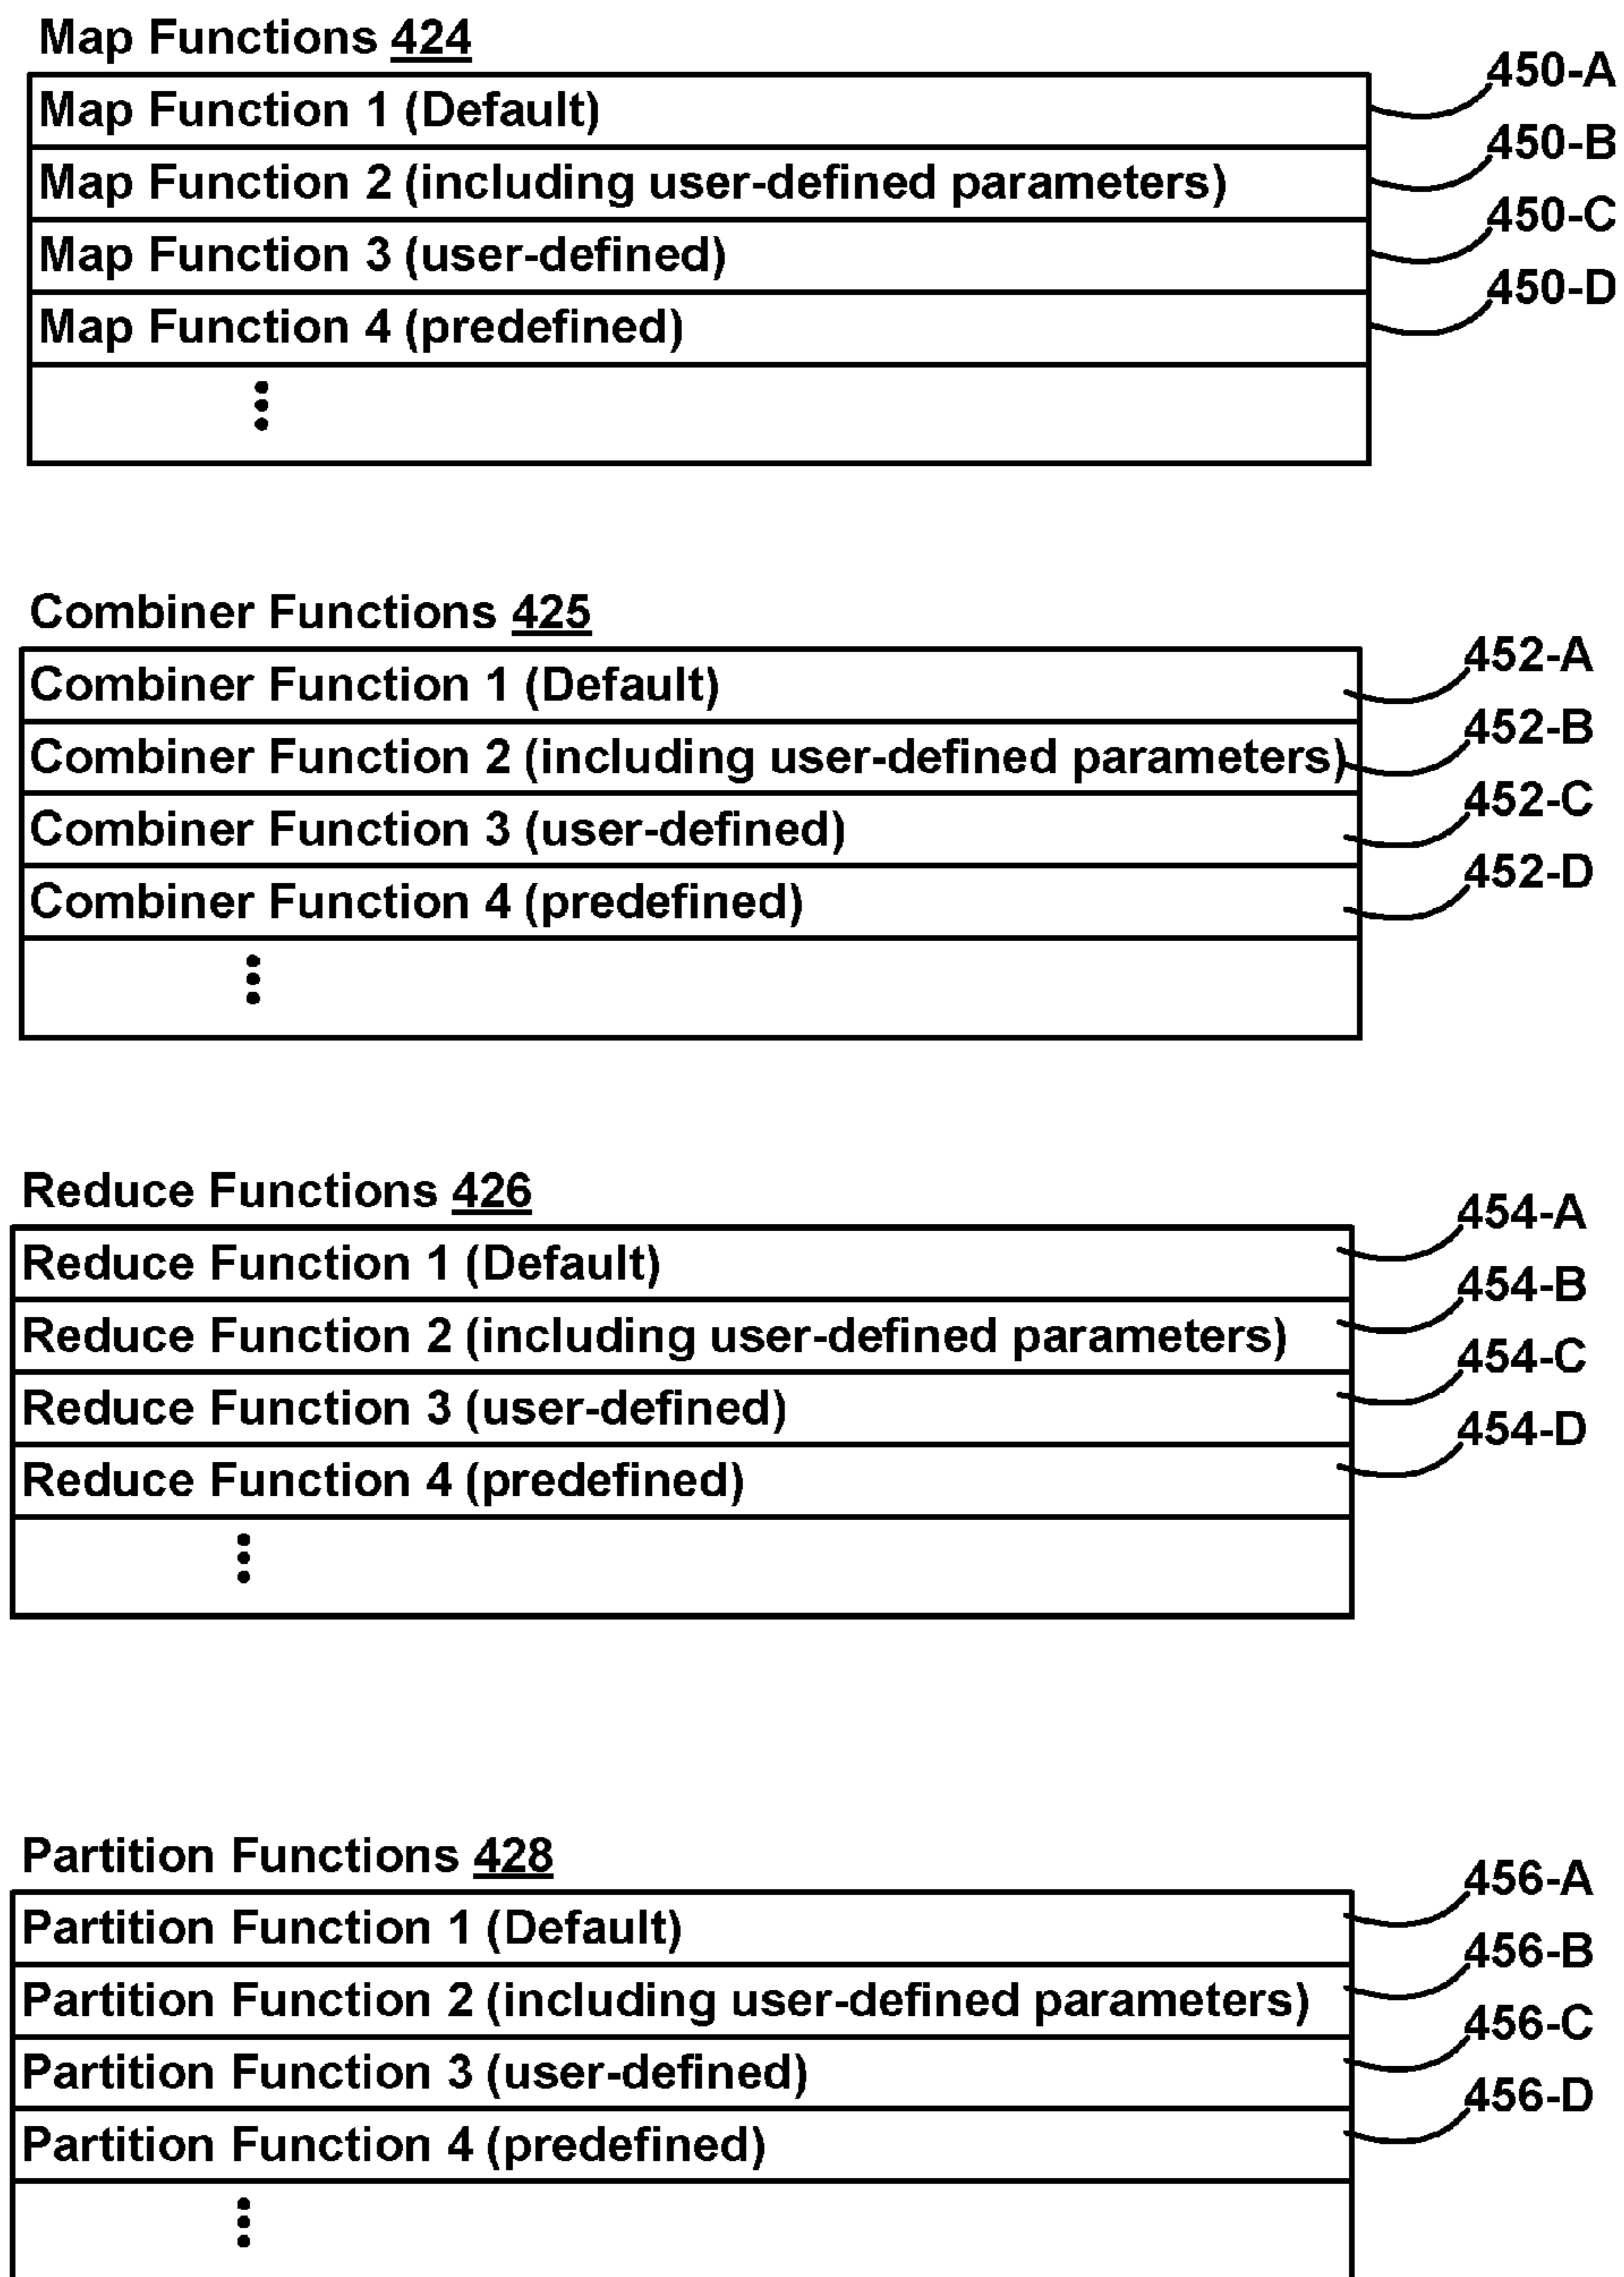 Map Functions 424
Map Function 1 (Default)
450-A
Map Function 2 (including user-defined parameters)
450-B
Map Function 3 (user-defined)
450-C
Map Function 4 (predefined)
450-D
Combiner Functions 425
Combiner Function 1 (Default)
452-A
Combiner Function 2 (including user-defined parameters)
452-B
Combiner Function 3 (user-defined)
452-C
Combiner Function 4 (predefined)
452-D
Reduce Functions 426
Reduce Function 1 (Default)
454-A
Reduce Function 2 (including user-defined parameters)
454-B
Reduce Function 3 (user-defined)
454-C
Reduce Function 4 (predefined)
454-D
Partition Functions 428
Partition Function 1 (Default)
456-A
Partition Function 2 (including user-defined parameters)
456-B
Partition Function 3 (user-defined)
456-C
Partition Function 4 (predefined)
456-D